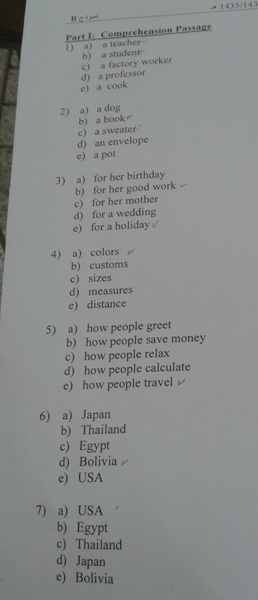 نموذج B
1435/143
Part I: Comprehension Passage
1) a) a teacher
b) a student
c) a factory worker
d) a professor
e) a cook
2) a) a dog
b) a book
c) a sweater
d) an envelope
e) a pot
3) a) for her birthday
b) for her good work
c) for her mother
d) for a wedding
e) for a holiday
4) a) colors
b) customs
c) sizes
d) measures
e) distance
5) a) how people greet
b) how people save money
c) how people relax
d) how people calculate
e) how people travel
6) a) Japan
b) Thailand
c) Egypt
d) Bolivia
e) USA
7) a) USA
b) Egypt
c) Thailand
d) Japan
e) Bolivia